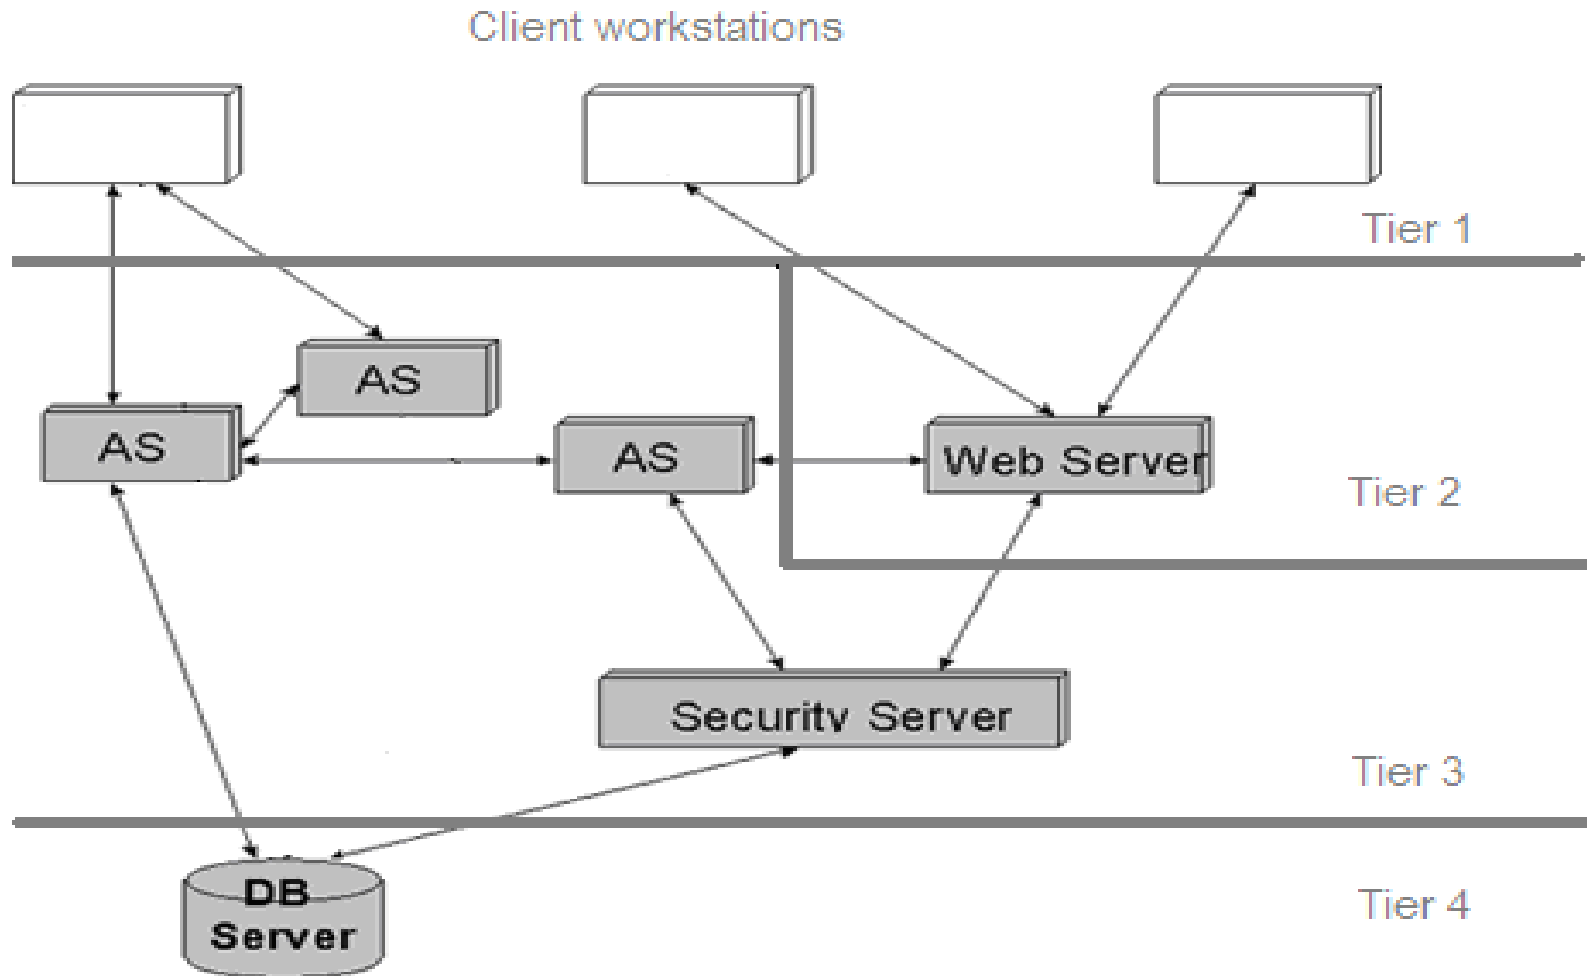 Client workstations
Tier 1
AS
AS
AS
Web Server
Tier 2
Security Server
Tier 3
DB
Server
Tier 4